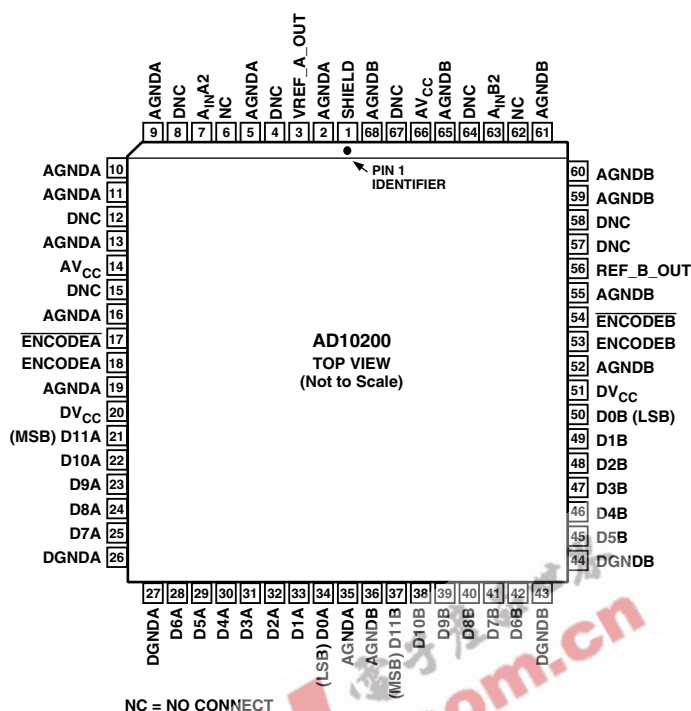 AGNDA
DNC
AINA2
NC
AGNDA
DNC
VREF_A_OUT
AGNDA
SHIELD
AGNDB
DNC
AVCC
AGNDB
DNC
AINB2
NC
AGNDB
9 8 7 6 5 4 3 2 1 68 67 66 65 64 63 62 61
PIN 1
IDENTIFIER
AGNDA 10
AGNDA 11
DNC 12
AGNDA 13
AVCC 14
DNC 15
AGNDA 16
ENCODEA 17
ENCODEA 18
AGNDA 19
DVCC 20
(MSB) D11A 21
D10A 22
D9A 23
D8A 24
D7A 25
DGNDA 26
AD10200
TOP VIEW
(Not to Scale)
60 AGNDB
59 AGNDB
58 DNC
57 DNC
56 REF_B_OUT
55 AGNDB
54 ENCODEB
53 ENCODEB
52 AGNDB
51 DVCC
50 D0B (LSB)
49 D1B
48 D2B
47 D3B
46 D4B
45 D5B
44 DGNDB
27 28 29 30 31 32 33 34 35 36 37 38 39 40 41 42 43
DGNDA
D6A
D5A
D4A
D3A
D2A
D1A
(LSB) D0A
AGNDA
AGNDB
(MSB) D11B
D10B
D9B
D8B
D7B
D6B
DGNDB
NC = NO CONNECT
om.cn